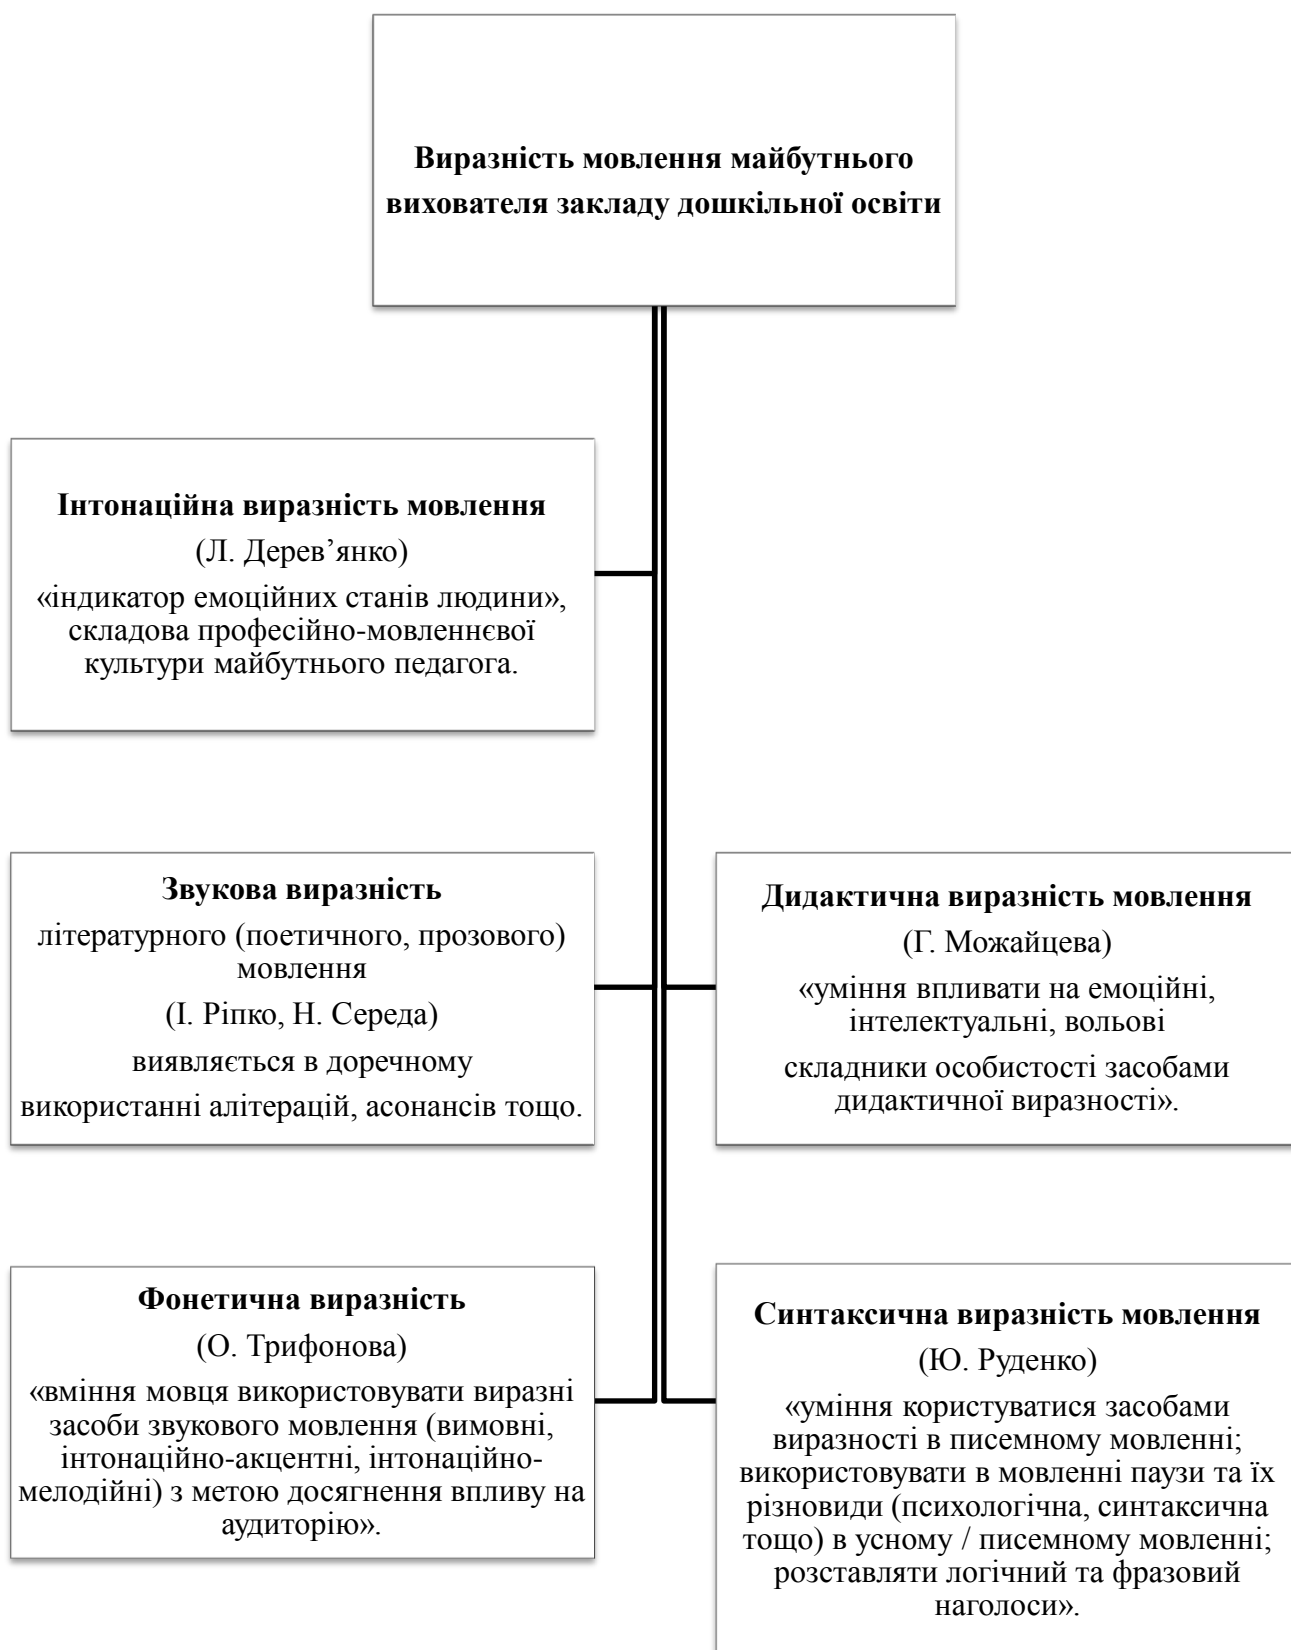 Виразність мовлення майбутнього
вихователя закладу дошкільної освіти
Інтонаційна виразність мовлення
(Л. Дерев’янко)
«індикатор емоційних станів людини»,
складова професійно-мовленнєвої
культури майбутнього педагога.
Звукова виразність
літературного (поетичного, прозового)
мовлення
(І. Ріпко, Н. Середа)
виявляється в доречному
використанні алітерацій, асонансів тощо.
Дидактична виразність мовлення
(Г. Можайцева)
«уміння впливати на емоційні,
інтелектуальні, вольові
складники особистості засобами
дидактичної виразності».
Фонетична виразність
(О. Трифонова)
«вміння мовця використовувати виразні
засоби звукового мовлення (вимовні,
інтонаційно-акцентні, інтонаційно-
мелодійні) з метою досягнення впливу на
аудиторію».
Синтаксична виразність мовлення
(Ю. Руденко)
«уміння користуватися засобами
виразності в писемному мовленні;
використовувати в мовленні паузи та їх
різновиди (психологічна, синтаксична
тощо) в усному / писемному мовленні;
розставляти логічний та фразовий
наголоси».